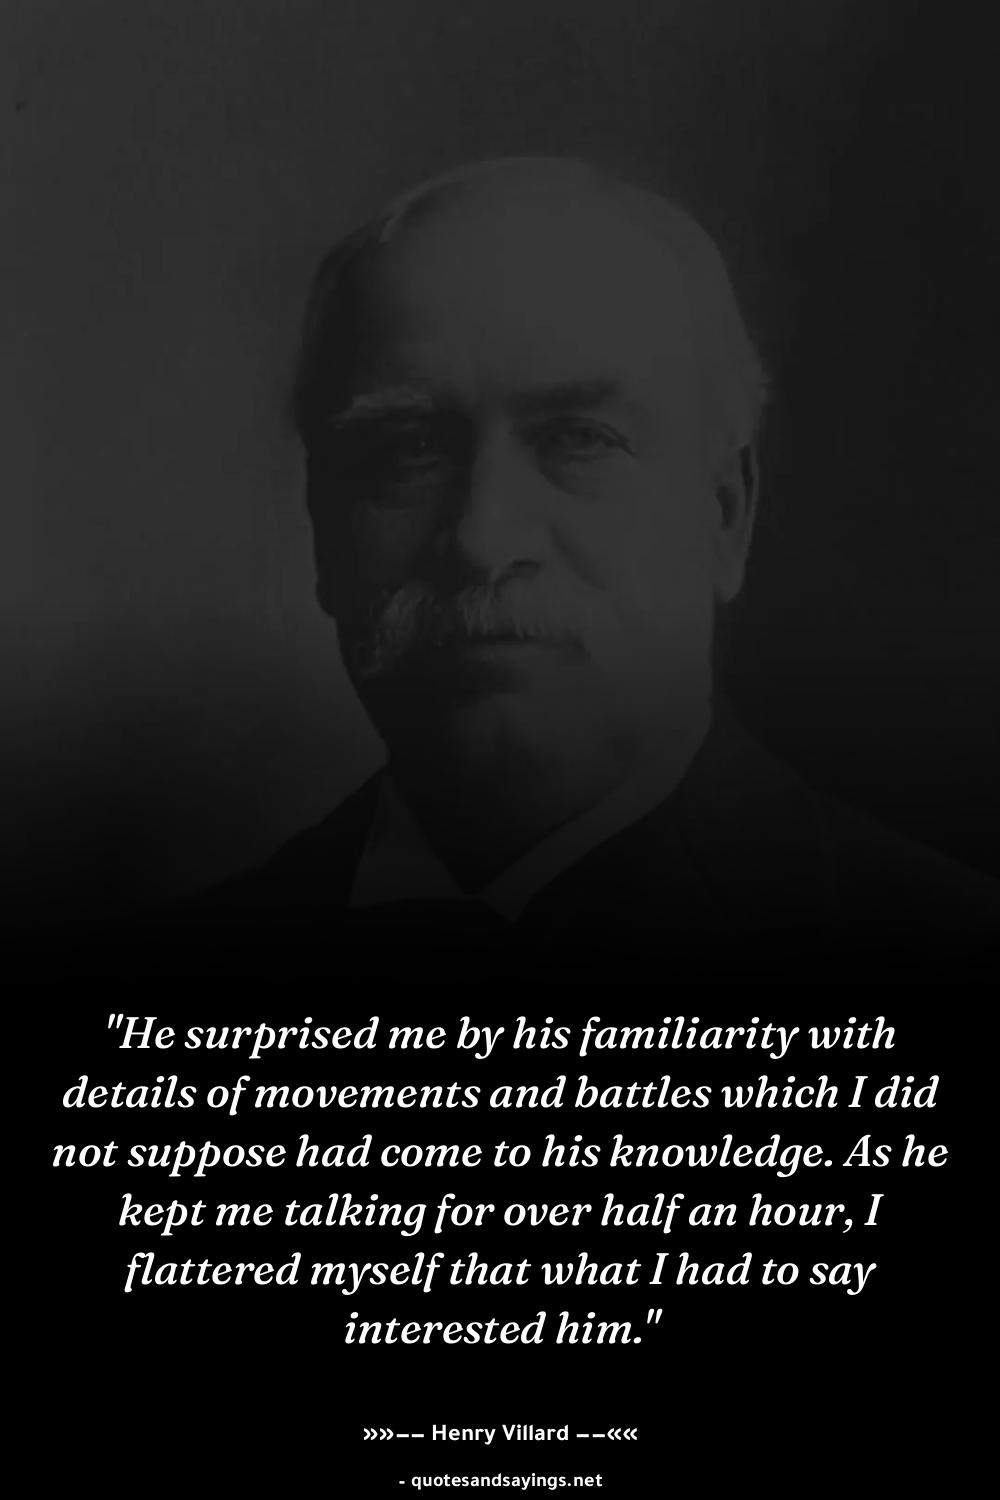 "He surprised me by his familiarity with
details of movements and battles which I did
not suppose had come to his knowledge. As he
kept me talking for over half an hour, I
flattered myself that what I had to say
interested him."
»»−− Henry Villard −−««
- quotesandsayings.net